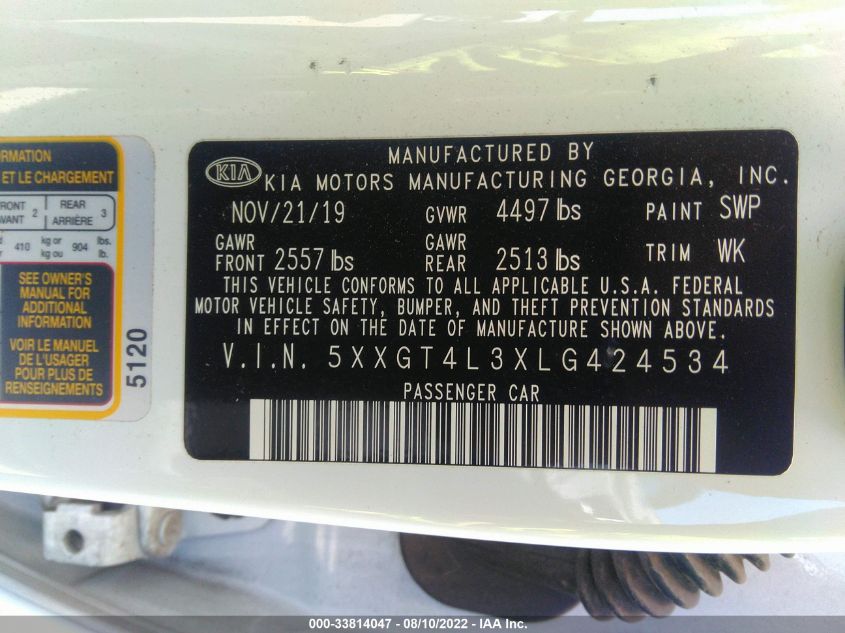 RMATION
ET LE CHARGEMENT
FRONT
AVANT 2 REAR
ARRIÈRE 3
410 kg or
kg ou 904 lbs.
lb.
SEE OWNER'S
MANUAL FOR
ADDITIONAL
INFORMATION
VOIR LE MANUEL
DE L'USAGER
POUR PLUS DE
RENSEIGNEMENTS
5120
KIA
MANUFACTURED BY
KIA MOTORS MANUFACTURING GEORGIA, INC.
NOV/21/19 GVWR 4497 lbs PAINT SWP
GAWR
FRONT 2557 lbs GAWR
REAR 2513 lbs TRIM WK
THIS VEHICLE CONFORMS TO ALL APPLICABLE U.S.A. FEDERAL
MOTOR VEHICLE SAFETY, BUMPER, AND THEFT PREVENTION STANDARDS
IN EFFECT ON THE DATE OF MANUFACTURE SHOWN ABOVE.
V.I.N. 5XXGT4L3XLG424534
PASSENGER CAR
000-33814047 - 08/10/2022 - IAA Inc.